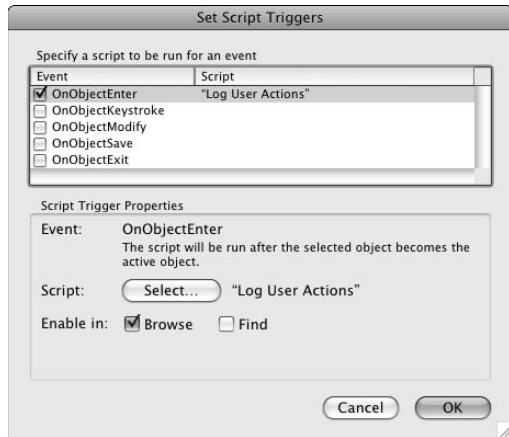 Set Script Triggers
Specify a script to be run for an event
Event Script
OnObjectEnter “Log User Actions”
OnObjectKeystroke
OnObjectModify
OnObjectSave
OnObjectExit
Script Trigger Properties
Event: OnObjectEnter
The script will be run after the selected object becomes the
active object.
Script: Select... “Log User Actions”
Enable in: Browse Find
Cancel OK